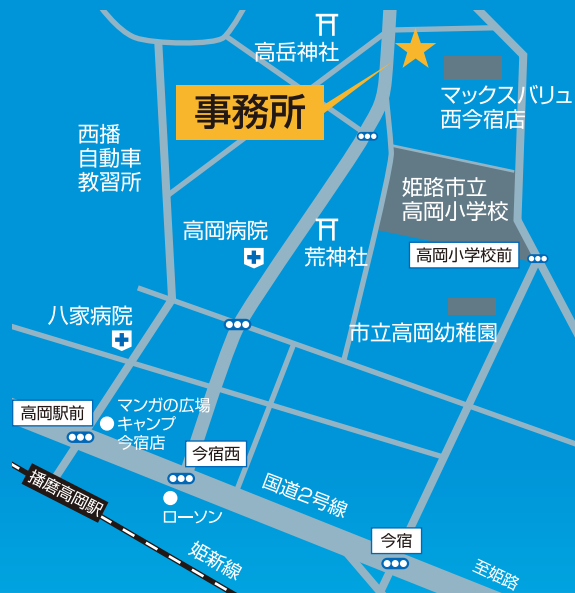 高岳神社
事務所
マックスバリュ
西今宿店
西播
自動車
教習所
姫路市立
高岡小学校
高岡病院
荒神社
高岡小学校前
八家病院
市立高岡幼稚園
高岡駅前
マンガの広場
キャンプ
今宿店
今宿西
播磨高岡駅
国道2号線
ローソン
今宿
姫新線
至姫路